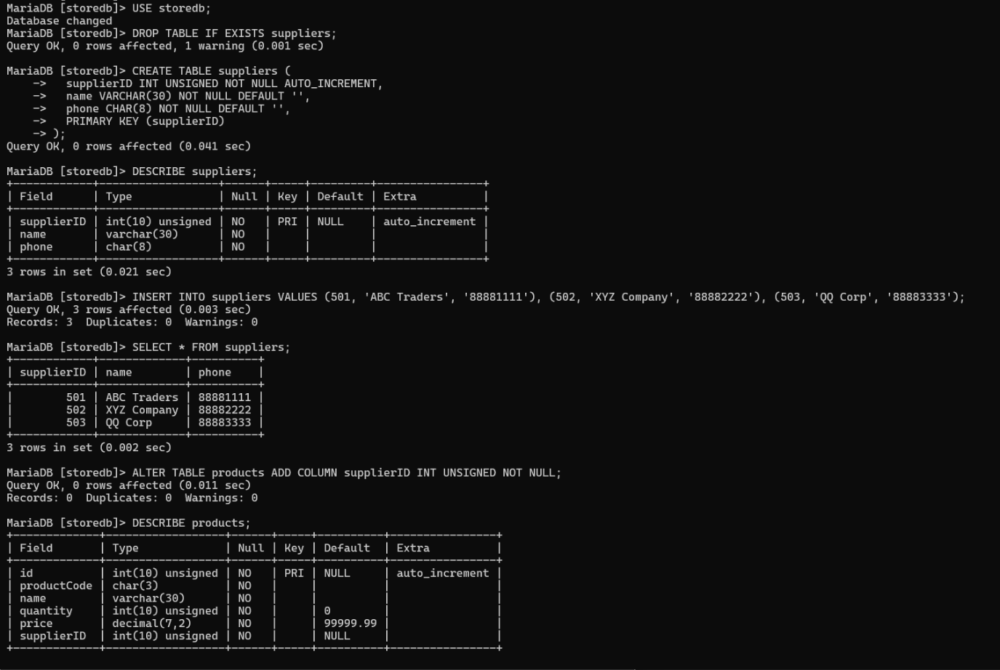 MariaDB [storedb]> USE storedb;
Database changed
MariaDB [storedb]> DROP TABLE IF EXISTS suppliers;
Query OK, 0 rows affected, 1 warning (0.001 sec)

MariaDB [storedb]> CREATE TABLE suppliers (
    ->   supplierID INT UNSIGNED NOT NULL AUTO_INCREMENT,
    ->   name VARCHAR(30) NOT NULL DEFAULT '',
    ->   phone CHAR(8) NOT NULL DEFAULT '',
    ->   PRIMARY KEY (supplierID)
    -> );
Query OK, 0 rows affected (0.041 sec)

MariaDB [storedb]> DESCRIBE suppliers;
+------------+------------------+------+-----+---------+----------------+
| Field      | Type             | Null | Key | Default | Extra          |
+------------+------------------+------+-----+---------+----------------+
| supplierID | int(10) unsigned | NO   | PRI | NULL    | auto_increment |
| name       | varchar(30)      | NO   |     |         |                |
| phone      | char(8)          | NO   |     |         |                |
+------------+------------------+------+-----+---------+----------------+
3 rows in set (0.021 sec)

MariaDB [storedb]> INSERT INTO suppliers VALUES (501, 'ABC Traders', '88881111'), (502, 'XYZ Company', '88882222'), (503, 'QQ Corp', '88883333');
Query OK, 3 rows affected (0.003 sec)
Records: 3  Duplicates: 0  Warnings: 0

MariaDB [storedb]> SELECT * FROM suppliers;
+------------+-------------+----------+
| supplierID | name        | phone    |
+------------+-------------+----------+
|        501 | ABC Traders | 88881111 |
|        502 | XYZ Company | 88882222 |
|        503 | QQ Corp     | 88883333 |
+------------+-------------+----------+
3 rows in set (0.002 sec)

MariaDB [storedb]> ALTER TABLE products ADD COLUMN supplierID INT UNSIGNED NOT NULL;
Query OK, 0 rows affected (0.011 sec)
Records: 0  Duplicates: 0  Warnings: 0

MariaDB [storedb]> DESCRIBE products;
+-------------+------------------+------+-----+----------+----------------+
| Field       | Type             | Null | Key | Default  | Extra          |
+-------------+------------------+------+-----+----------+----------------+
| id          | int(10) unsigned | NO   | PRI | NULL     | auto_increment |
| productCode | char(3)          | NO   |     |          |                |
| name        | varchar(30)      | NO   |     |          |                |
| quantity    | int(10) unsigned | NO   |     | 0        |                |
| price       | decimal(7,2)     | NO   |     | 99999.99 |                |
| supplierID  | int(10) unsigned | NO   |     | NULL     |                |
+-------------+------------------+------+-----+----------+----------------+